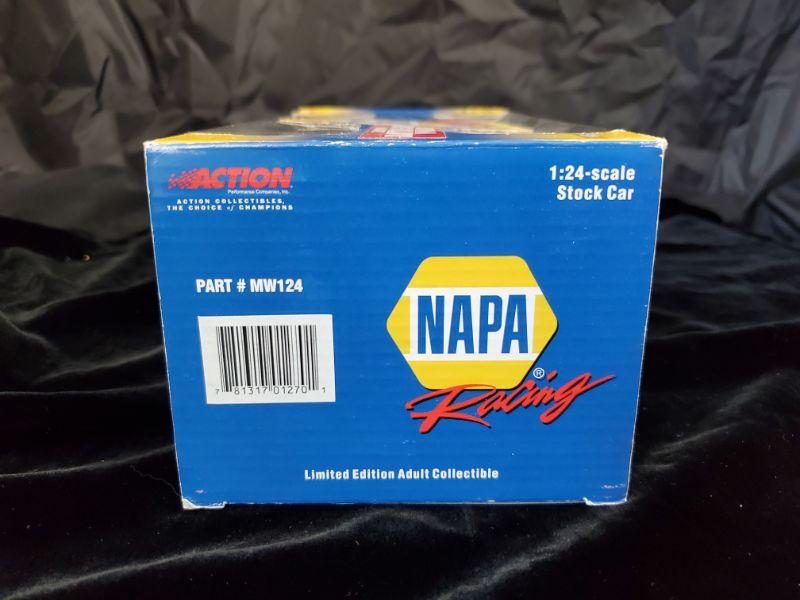 ACTION
Performance Companies, Inc.
ACTION COLLECTIBLES,
THE CHOICE of CHAMPIONS
1:24-scale
Stock Car
PART # MW124
7 81317 01270 1
NAPA
Racing®
Limited Edition Adult Collectible